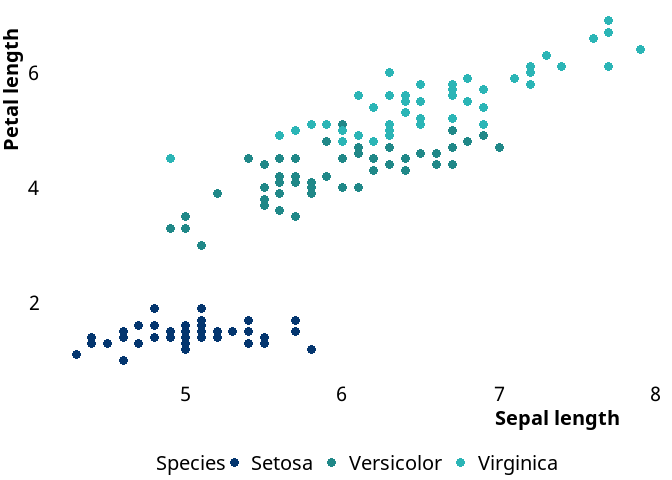 Petal length
6
4
2
5 6 7 8
Sepal length
Species Setosa Versicolor Virginica